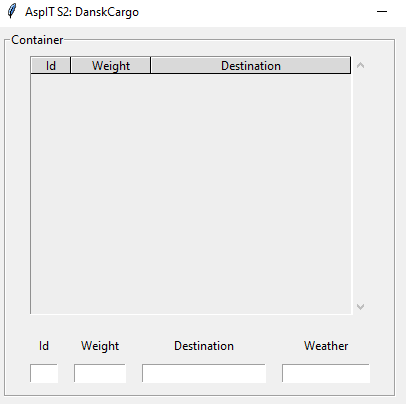 AspIT S2: DanskCargo
Container
Id Weight Destination
Id Weight Destination Weather